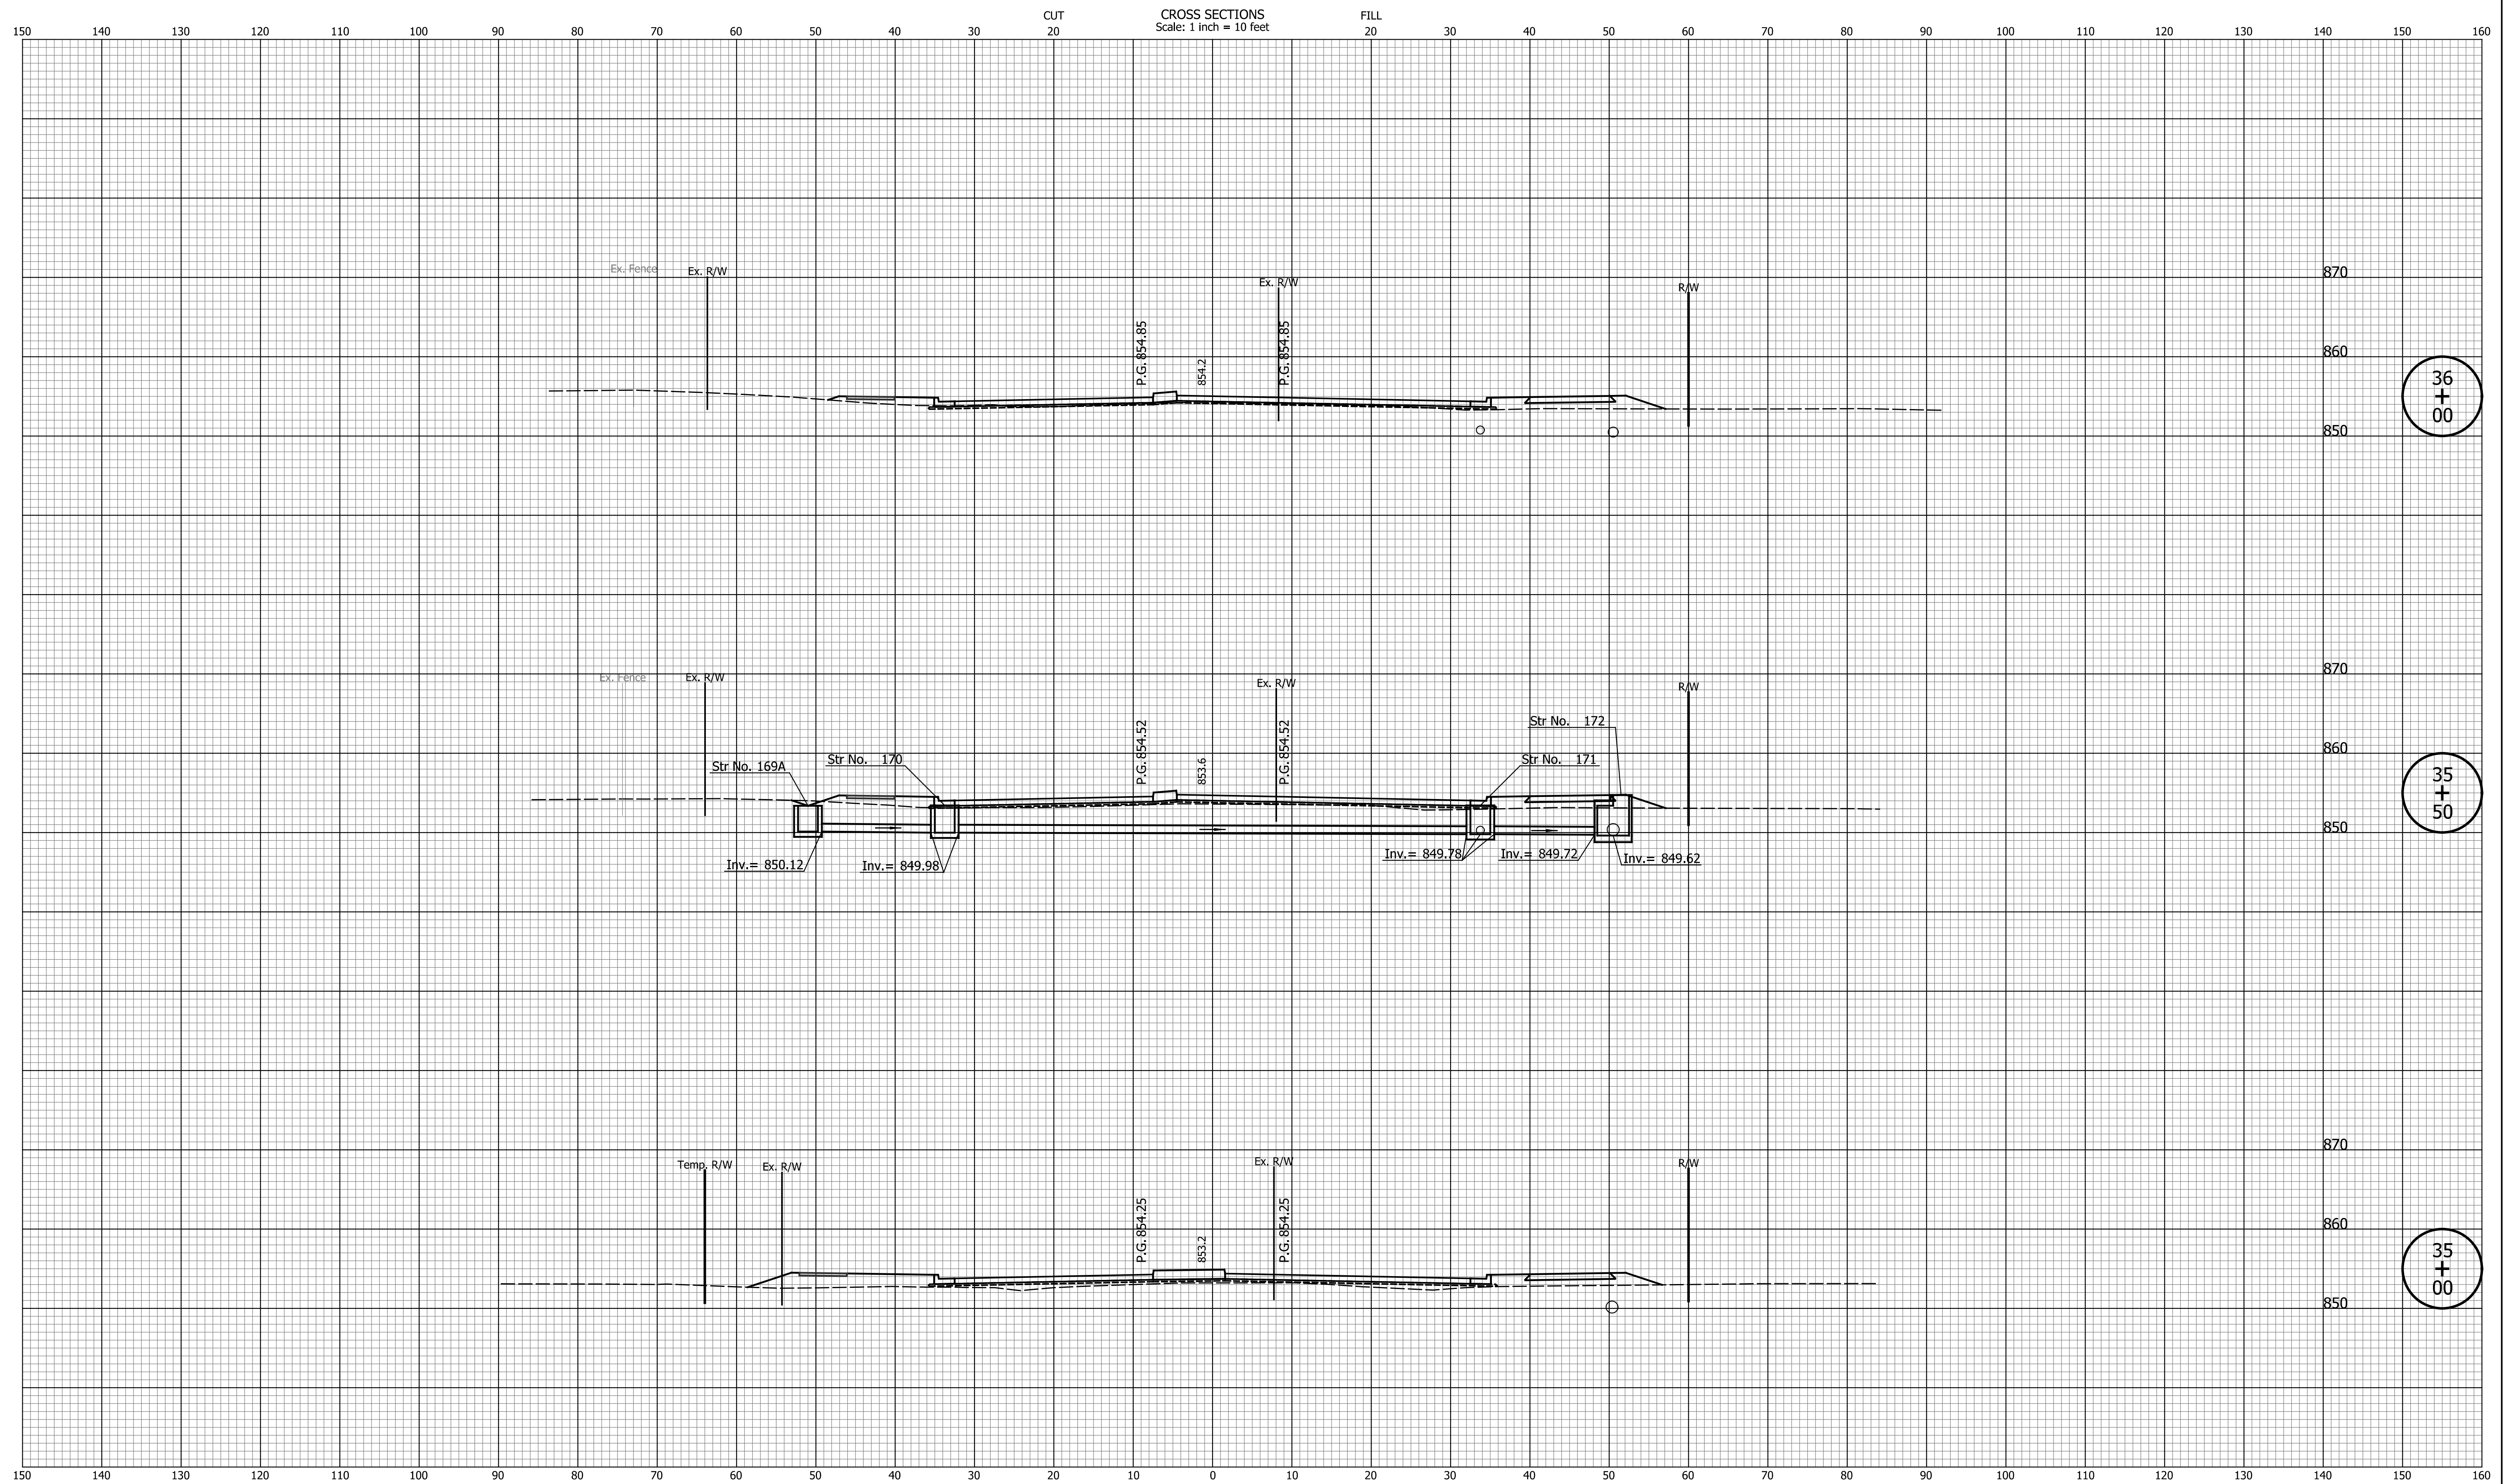 CUT CROSS SECTIONS FILL
Scale: 1 inch = 10 feet
150 140 130 120 110 100 90 80 70 60 50 40 30 20 20 30 40 50 60 70 80 90 100 110 120 130 140 150 160
Ex. Fence Ex. R/W Ex. R/W R/W 870
P.G. 854.85 854.2 P.G. 854.85
860
36
+
00
850
Ex. Fence Ex. R/W Ex. R/W R/W 870
P.G. 854.52 853.6 P.G. 854.52
Str No. 172
Str No. 169A Str No. 170 Str No. 171 860
35
+
50
850
Inv.= 850.12 Inv.= 849.98 Inv.= 849.78 Inv.= 849.72 Inv.= 849.62
Temp. R/W Ex. R/W Ex. R/W R/W 870
P.G. 854.25 853.2 P.G. 854.25
860
35
+
00
850
150 140 130 120 110 100 90 80 70 60 50 40 30 20 10 0 10 20 30 40 50 60 70 80 90 100 110 120 130 140 150 160